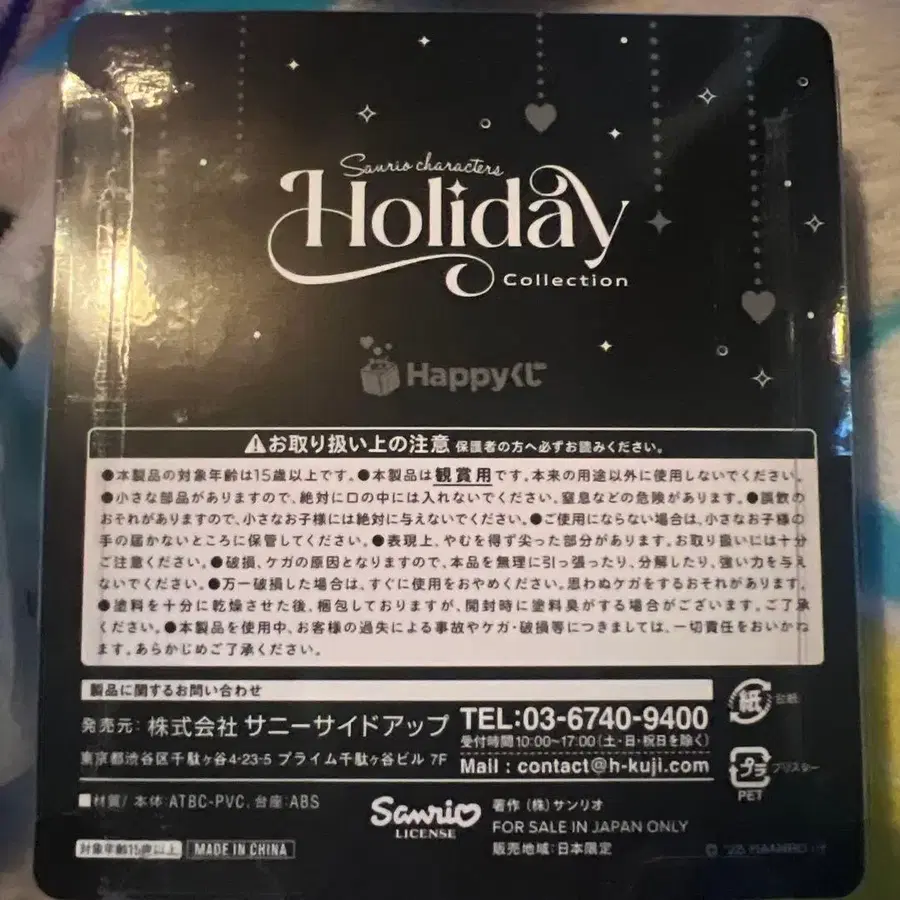 Sanrio characters
Holiday
Collection
Happyくじ
⚠お取り扱い上の注意 保護者の方へ必ずお読みください。
●本製品の対象年齢は15歳以上です。●本製品は観賞用です。本来の用途以外に使用しないでください。
●小さな部品がありますので、絶対に口の中には入れないでください。窒息などの危険があります。●誤飲の
おそれがありますので、小さなお子様には絶対に与えないでください。●ご使用にならない場合は、小さなお子様の
手の届かないところに保管してください。●表現上、やむを得ず尖った部分があります。お取り扱いには十分
ご注意ください。●破損、ケガの原因となりますので、本品を無理に引っ張ったり、分解したり、強い力を与え
ないでください。●万一破損した場合は、すぐに使用をおやめください。思わぬケガをするおそれがあります。
●塗料を十分に乾燥させた後、梱包しておりますが、開封時に塗料臭がする場合がございます。ご了承
ください。●本製品を使用中、お客様の過失による事故やケガ・破損等につきましては、一切責任をおいかね
ます。あらかじめご了承ください。
製品に関するお問い合わせ
発売元：株式会社 サニーサイドアップ
東京都渋谷区千駄ヶ谷4-23-5 プライム千駄ヶ谷ビル 7F
TEL:03-6740-9400
受付時間10:00~17:00(土・日・祝日を除く)
Mail : contact@h-kuji.com
紙 台紙
プラ ブリスター
PET
■材質/ 本体:ATBC-PVC、台座:ABS
Sanrio
LICENSE
著作 (株) サンリオ
FOR SALE IN JAPAN ONLY
販売地域:日本限定
対象年齢15歳以上
MADE IN CHINA